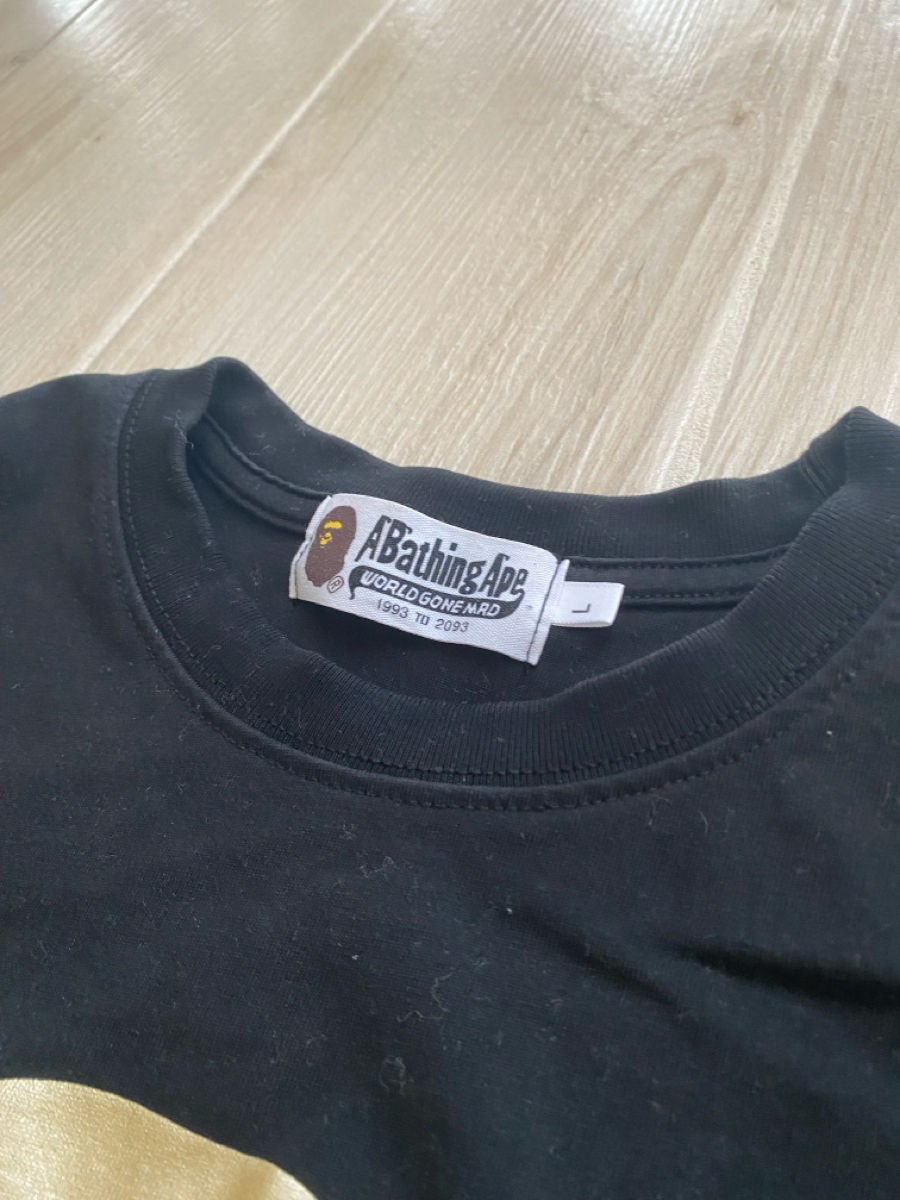 ABathingApe
®
WORLD GONE MAD
1993 TO 2093
L